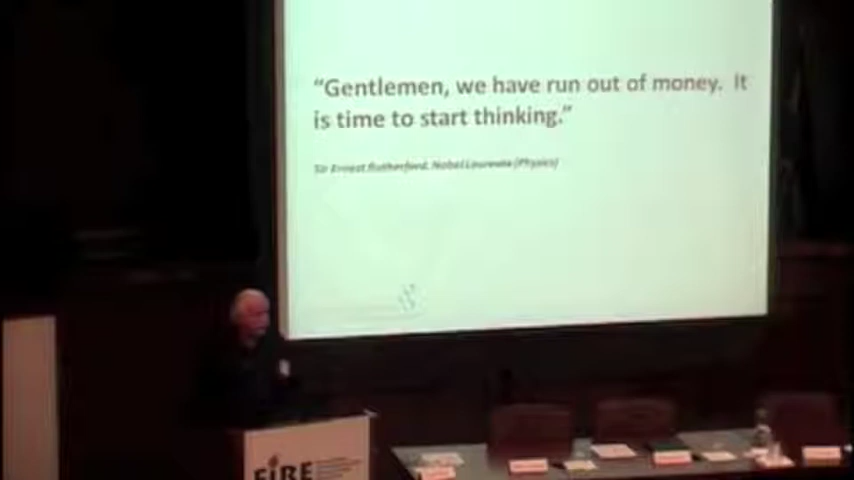 “Gentlemen, we have run out of money. It
is time to start thinking.”
Sir Ernest Rutherford, Nobel Laureate (Physics)
FIRE